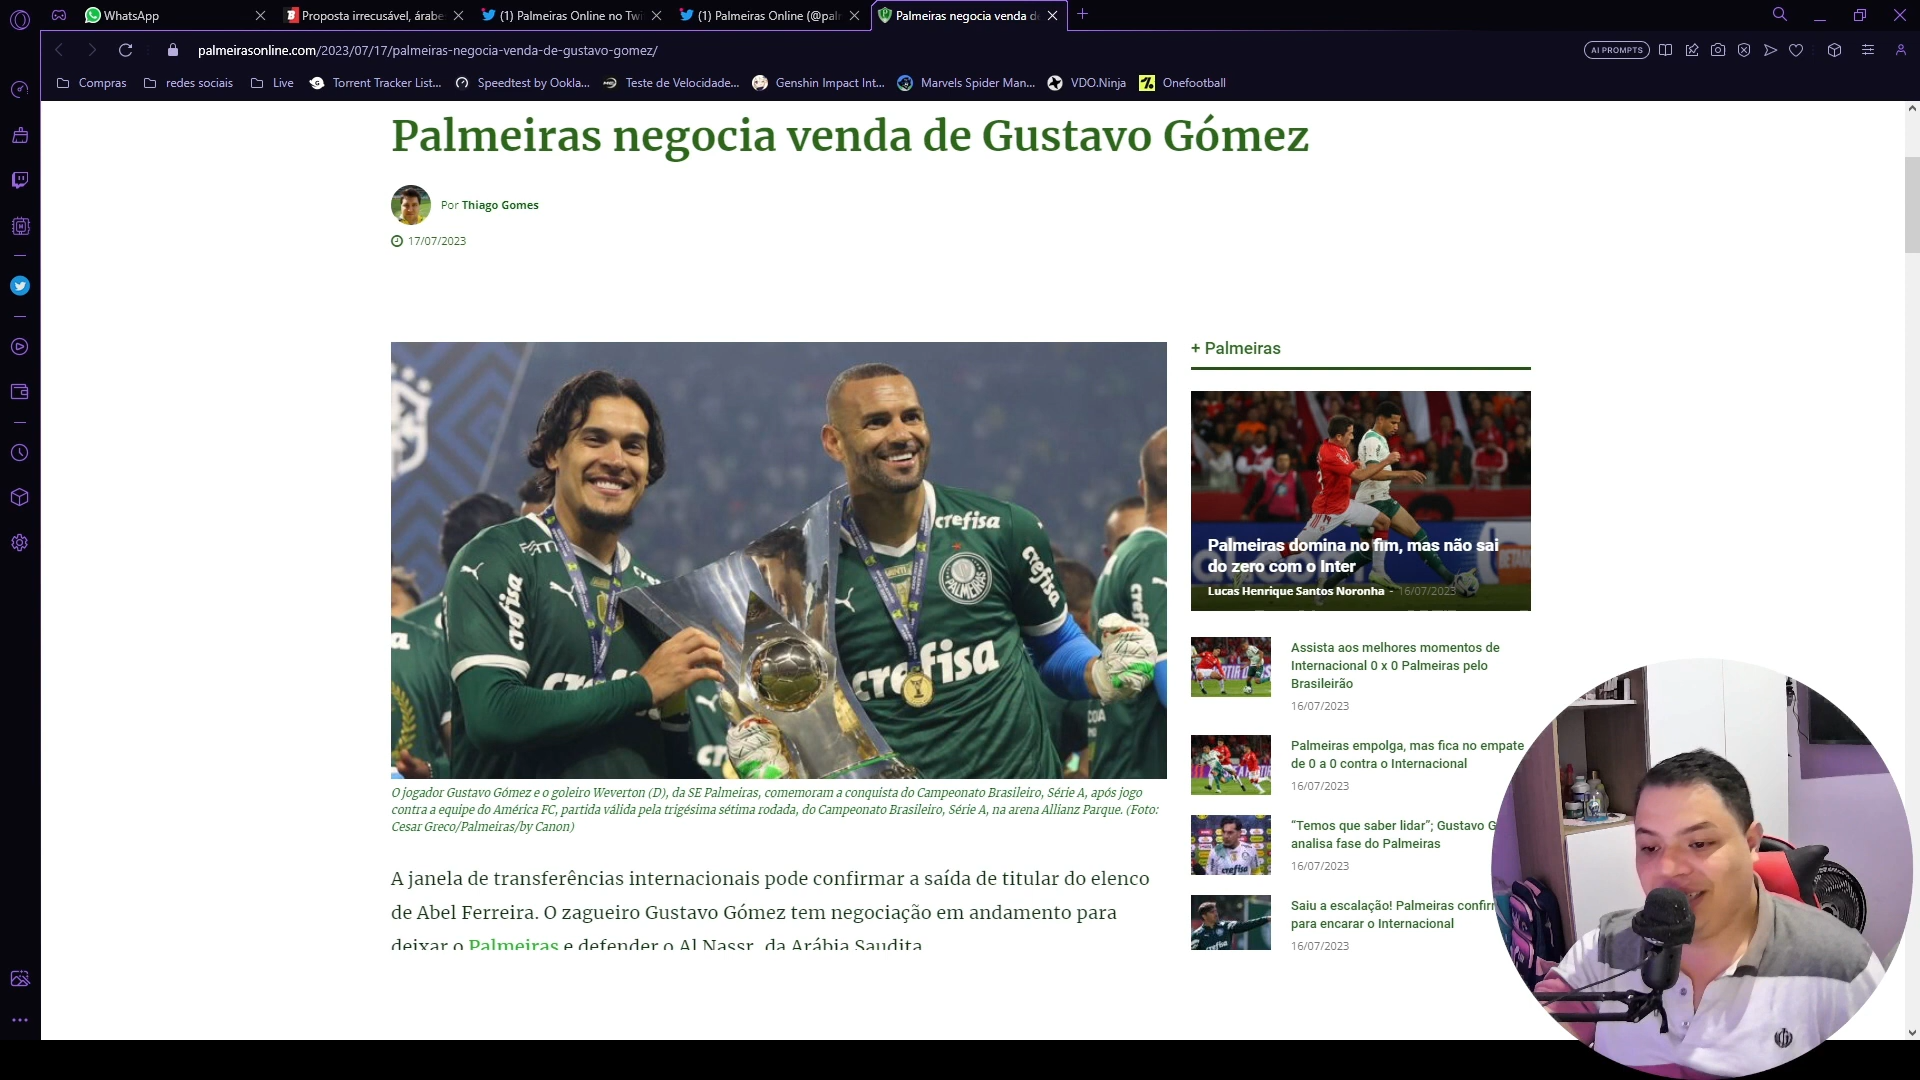 WhatsApp
Proposta irrecusável, árabe
(1) Palmeiras Online no Twi
(1) Palmeiras Online (@pal
Palmeiras negocia venda de
palmeirasonline.com/2023/07/17/palmeiras-negocia-venda-de-gustavo-gomez/
AI PROMPTS
Compras
redes sociais
Live
Torrent Tracker List...
Speedtest by Ookla...
Teste de Velocidade...
Genshin Impact Int...
Marvels Spider Man...
VDO.Ninja
Onefootball
Palmeiras negocia venda de Gustavo Gómez
Por Thiago Gomes
17/07/2023
crefisa
crefisa
crefisa
crefisa
PALMEIRAS
O jogador Gustavo Gómez e o goleiro Weverton (D), da SE Palmeiras, comemoram a conquista do Campeonato Brasileiro, Série A, após jogo
contra a equipe do América FC, partida válida pela trigésima sétima rodada, do Campeonato Brasileiro, Série A, na arena Allianz Parque. (Foto:
Cesar Greco/Palmeiras/by Canon)
A janela de transferências internacionais pode confirmar a saída de titular do elenco
de Abel Ferreira. O zagueiro Gustavo Gómez tem negociação em andamento para
deixar o Palmeiras e defender o Al Nassr, da Arábia Saudita
+ Palmeiras
Palmeiras domina no fim, mas não sai
do zero com o Inter
Lucas Henrique Santos Noronha - 16/07/2023
Assista aos melhores momentos de
Internacional 0 x 0 Palmeiras pelo
Brasileirão
16/07/2023
Palmeiras empolga, mas fica no empate
de 0 a 0 contra o Internacional
16/07/2023
“Temos que saber lidar”; Gustavo G
analisa fase do Palmeiras
16/07/2023
Saiu a escalação! Palmeiras confir
para encarar o Internacional
16/07/2023